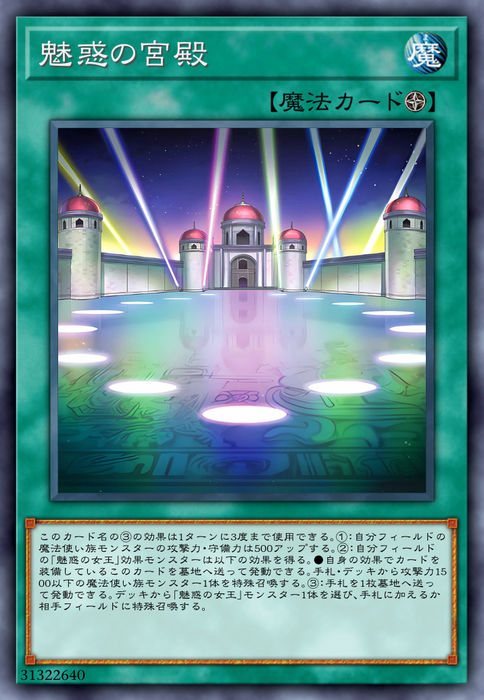 魅惑の宮殿
魔
【魔法カード】
このカード名の③の効果は1ターンに3度まで使用できる。①:自分フィールドの
魔法使い族モンスターの攻撃力・守備力は500アップする。②:自分フィールド
の「魅惑の女王」効果モンスターは以下の効果を得る。●自身の効果でカードを
装備しているこのカードを墓地へ送って発動できる。手札・デッキから攻撃力15
00以下の魔法使い族モンスター1体を特殊召喚する。③:手札を1枚墓地へ送っ
て発動できる。デッキから「魅惑の女王」モンスター1体を選び、手札に加えるか
相手フィールドに特殊召喚する。
31322640